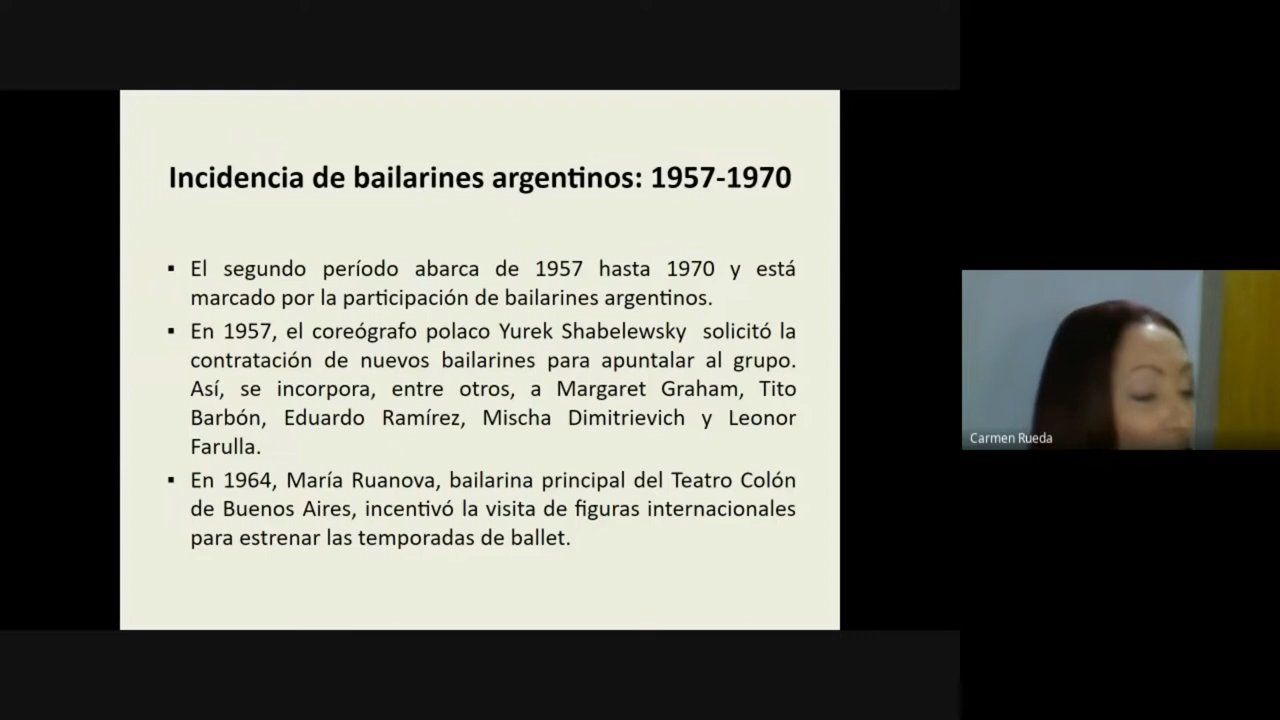 Incidencia de bailarines argentinos: 1957-1970
▪ El segundo período abarca de 1957 hasta 1970 y está
marcado por la participación de bailarines argentinos.
▪ En 1957, el coreógrafo polaco Yurek Shabelewsky solicitó la
contratación de nuevos bailarines para apuntalar al grupo.
Así, se incorpora, entre otros, a Margaret Graham, Tito
Barbón, Eduardo Ramírez, Mischa Dimitrievich y Leonor
Farulla.
▪ En 1964, María Ruanova, bailarina principal del Teatro Colón
de Buenos Aires, incentivó la visita de figuras internacionales
para estrenar las temporadas de ballet.
Carmen Rueda